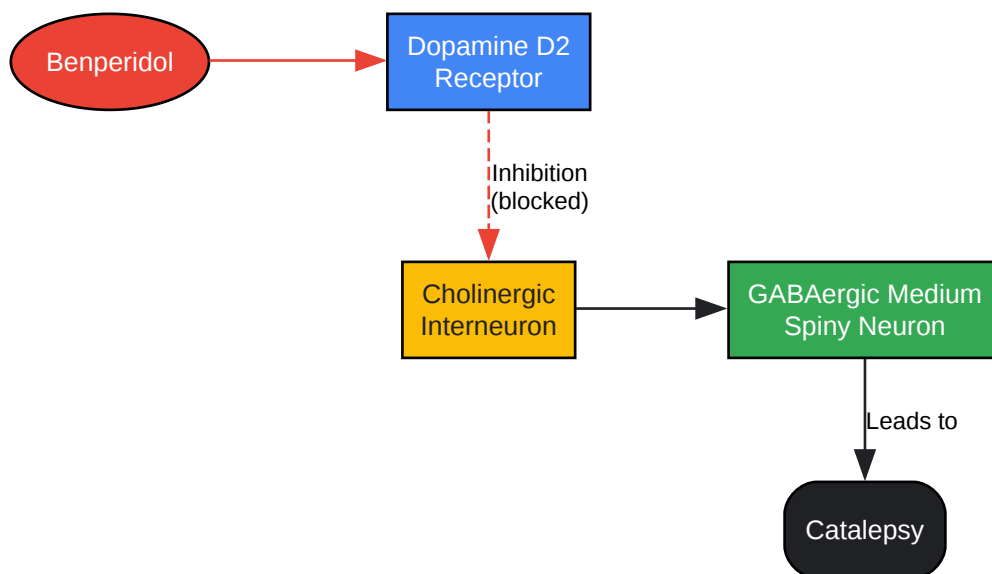 Benperidol
Dopamine D2
Receptor
Inhibition
(blocked)
Cholinergic
Interneuron
GABAergic Medium
Spiny Neuron
Leads to
Catalepsy